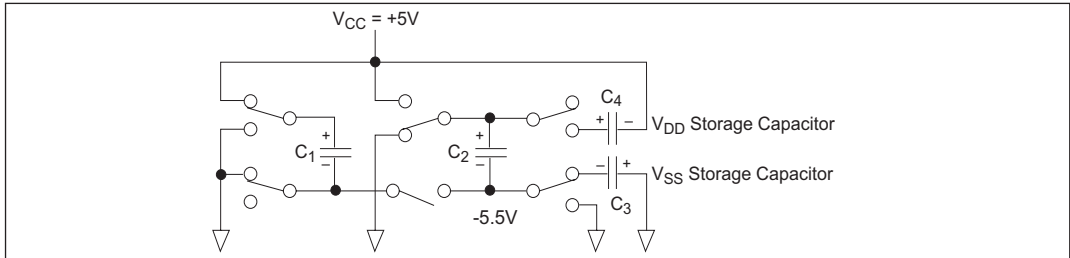 V_CC = +5V
C_4
+ –
V_DD Storage Capacitor
+
C_1
–
+
C_2
–
– +
V_SS Storage Capacitor
C_3
-5.5V